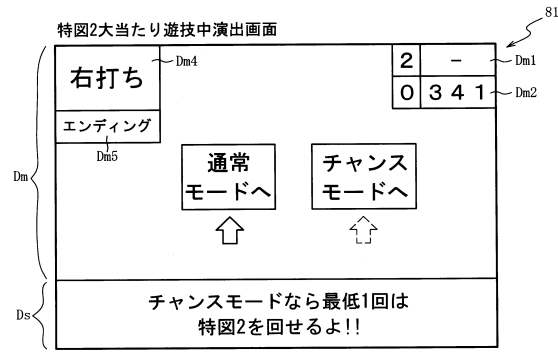 特図2大当たり遊技中演出画面
81
右打ち
Dm4
2 －
Dm1
0 341
Dm2
エンディング
Dm5
Dm
通常
モードへ
チャンス
モードへ
Ds
チャンスモードなら最低1回は
特図2を回せるよ!!